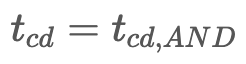 t_{cd} = t_{cd,AND}